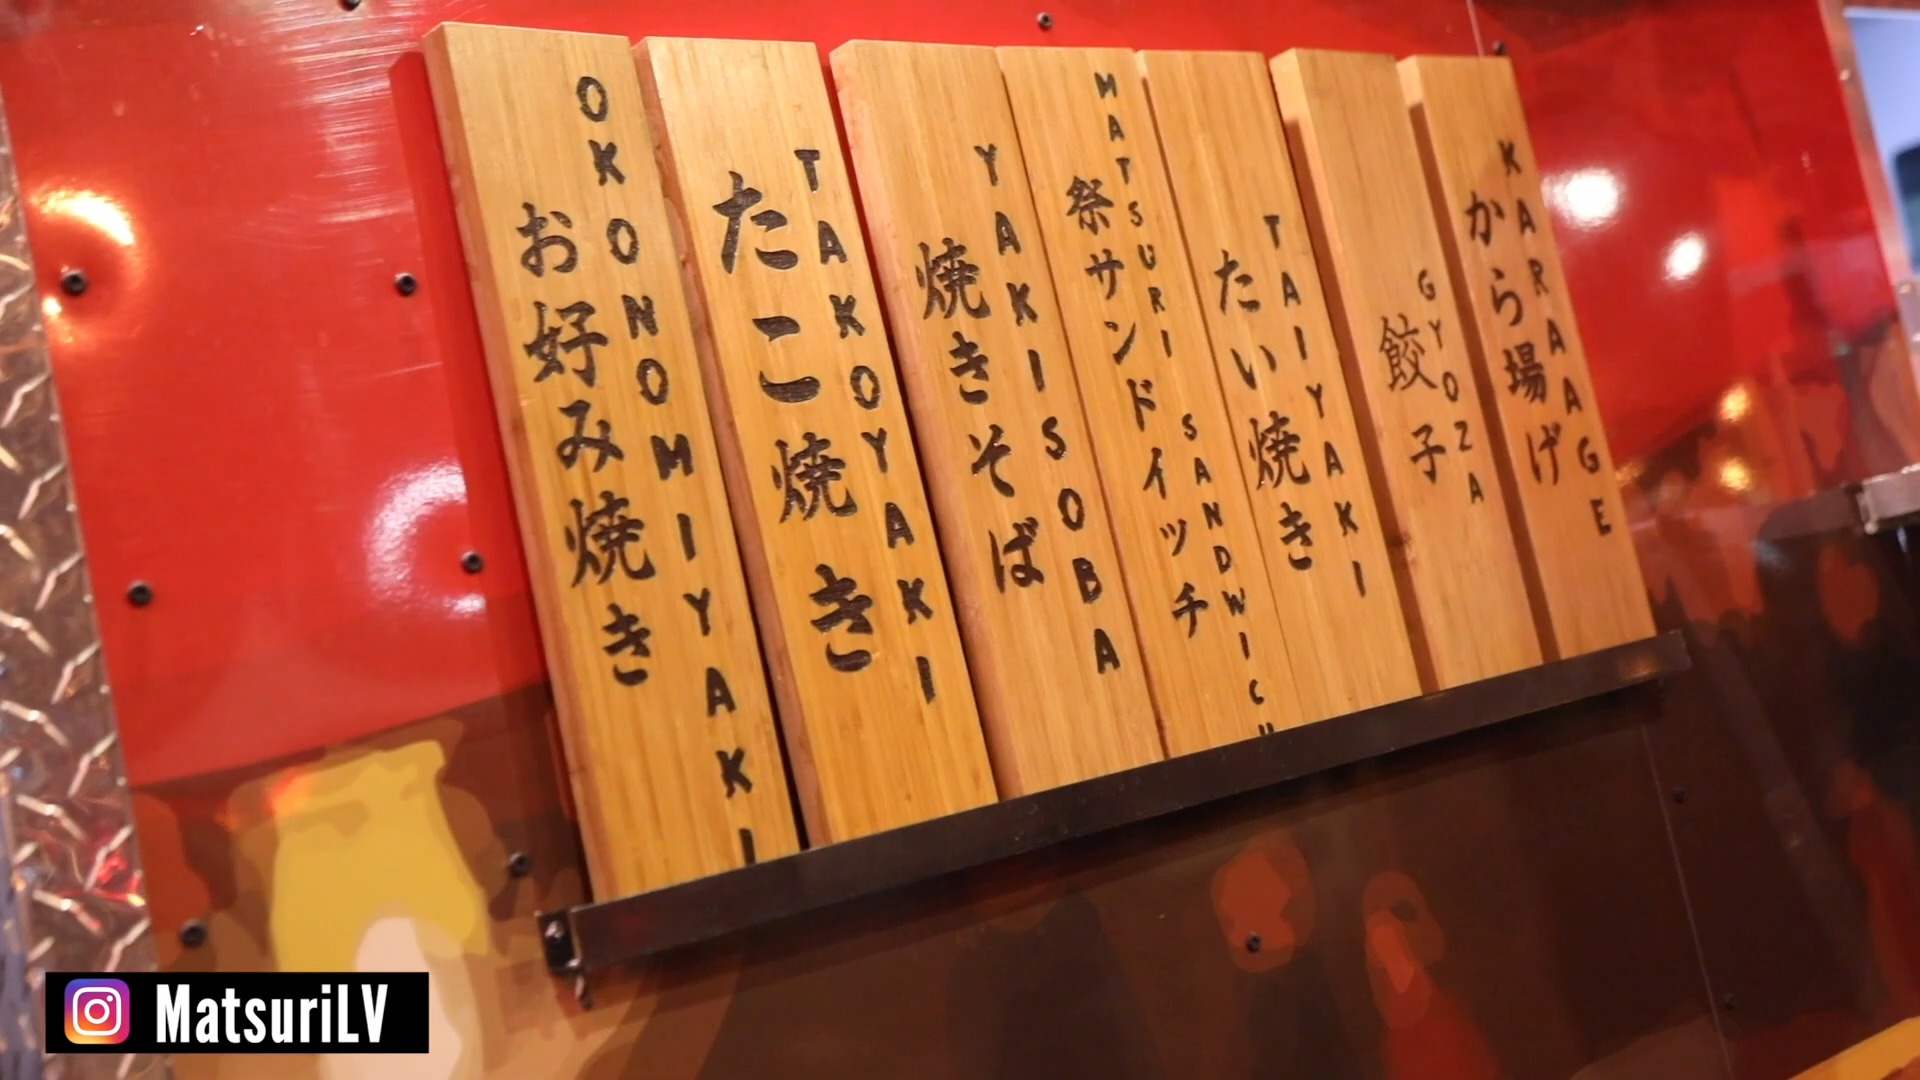 お好み焼き
OKONOMIYAKI
たこ焼き
TAKOYAKI
焼きそば
YAKISOBA
祭サンドイッチ
MATSURI SANDWICH
たい焼き
TAIYAKI
餃子
GYOZA
から場げ
KARAAGE
MatsuriLV